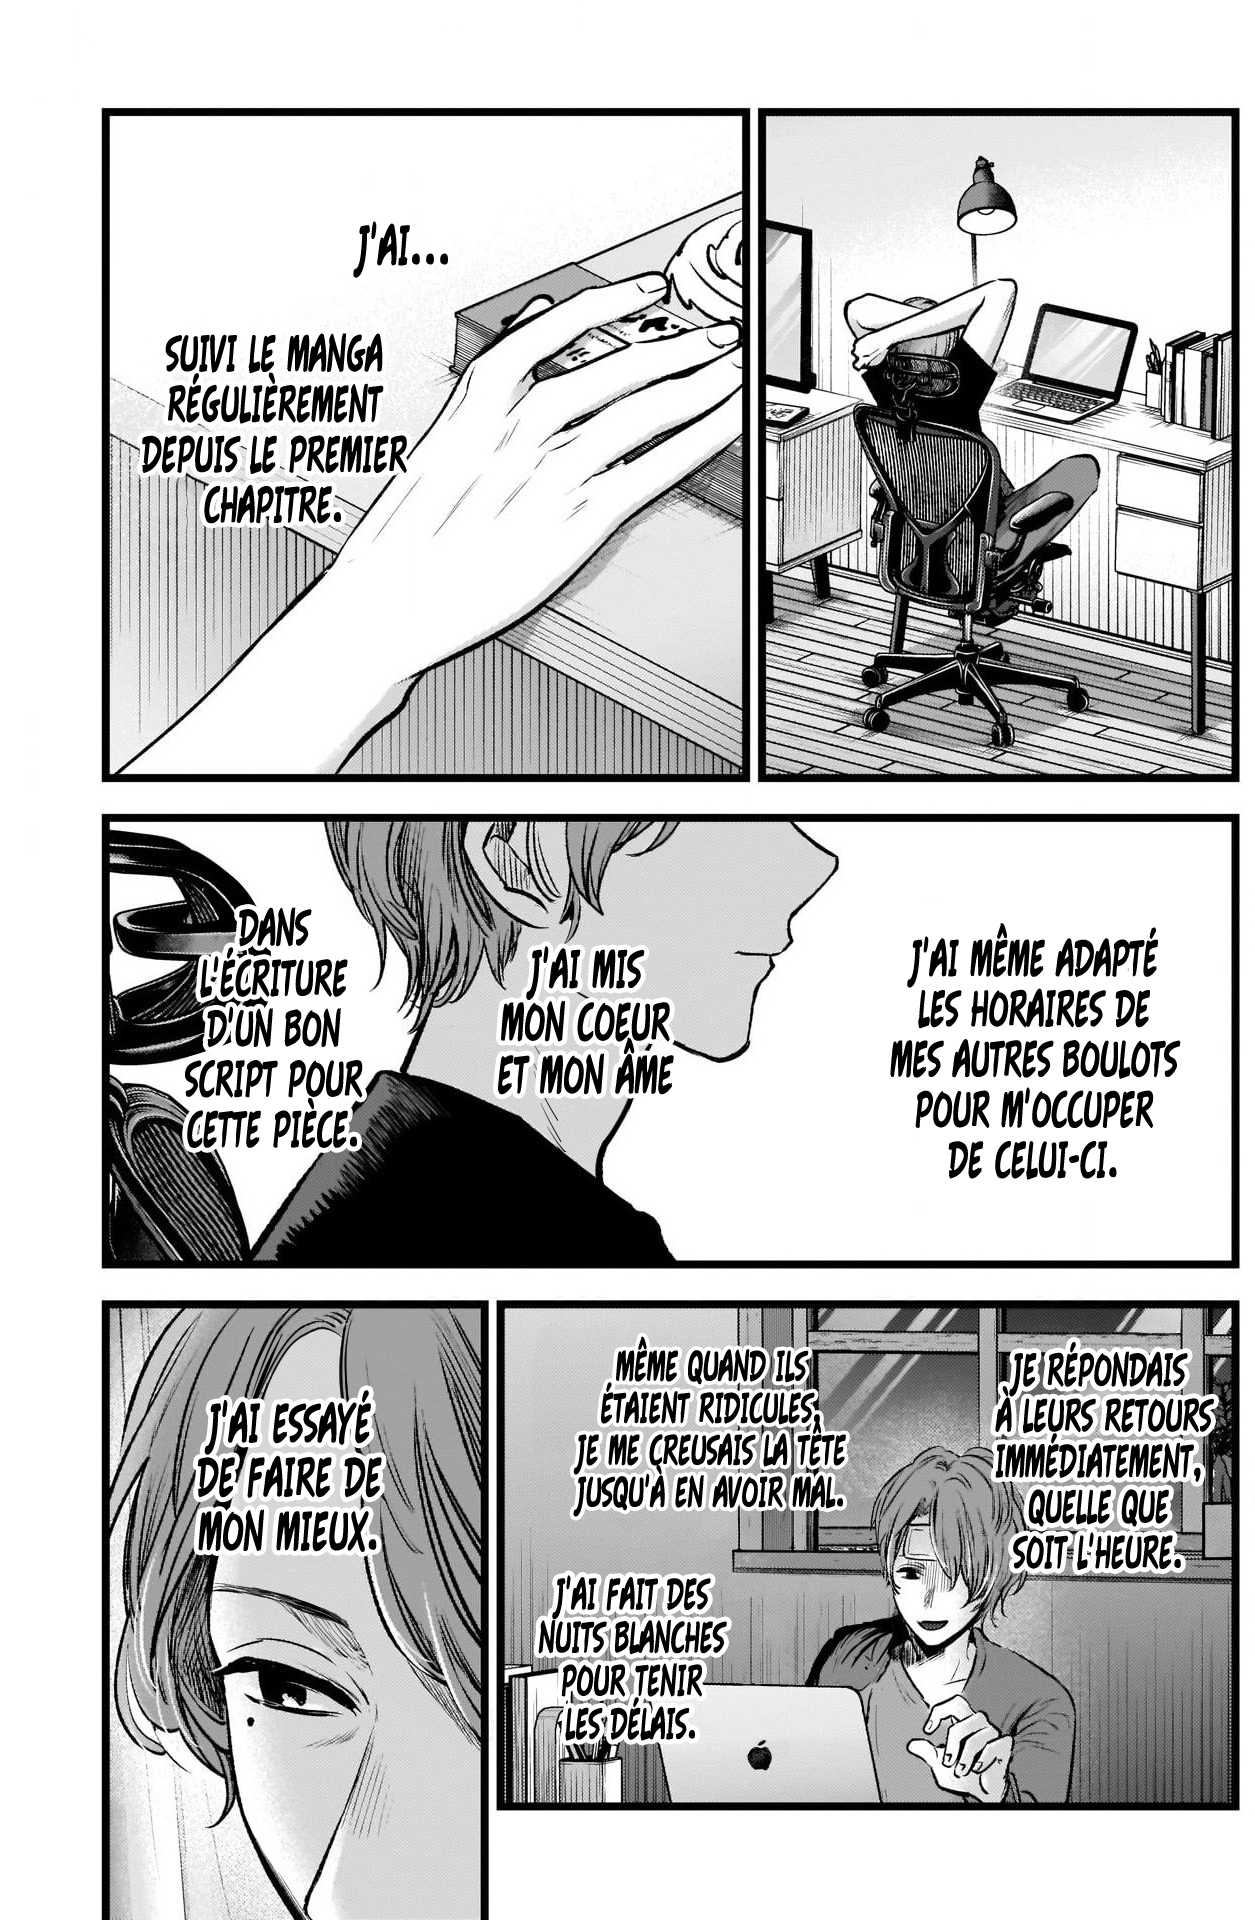 J'AI...
SUIVI LE MANGA
RÉGULIÈREMENT
DEPUIS LE PREMIER
CHAPITRE.
J'AI MÊME ADAPTÉ
LES HORAIRES DE
MES AUTRES BOULOTS
POUR M'OCCUPER
DE CELUI-CI.
J'AI MIS
MON COEUR
ET MON ÂME
DANS
L'ÉCRITURE
D'UN BON
SCRIPT POUR
CETTE PIÈCE.
JE RÉPONDAIS
À LEURS RETOURS
IMMÉDIATEMENT,
QUELLE QUE
SOIT L'HEURE.
MÊME QUAND ILS
ÉTAIENT RIDICULES,
JE ME CREUSAIS LA TÊTE
JUSQU'À EN AVOIR MAL.
J'AI FAIT DES
NUITS BLANCHES
POUR TENIR
LES DÉLAIS.
J'AI ESSAYÉ
DE FAIRE DE
MON MIEUX.